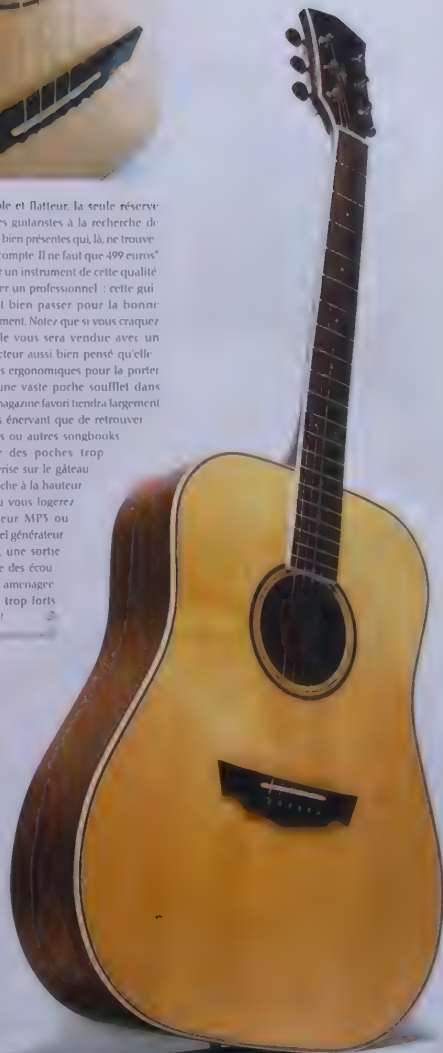 ple et flatteur, la seule réserve
es guitaristes à la recherche de
bien présentes qui, là, ne trouve
compte Il ne faut que 499 euros*
r un instrument de cette qualité
er un professionnel : cette gui
t bien passer pour la bonne
ment. Notez que si vous craquez
le vous sera vendue avec un
cteur aussi bien pensé qu'elle
s ergonomiques pour la porter
une vaste poche soufflet dans
magazine favori tiendra largement
s énervant que de retrouver
s ou autres songbooks
r des poches trop
rise sur le gâteau
che à la hauteur
u vous logerez
eur MP3 ou
el générateur
, une sortie
e des écou
amenagée
trop forts
!